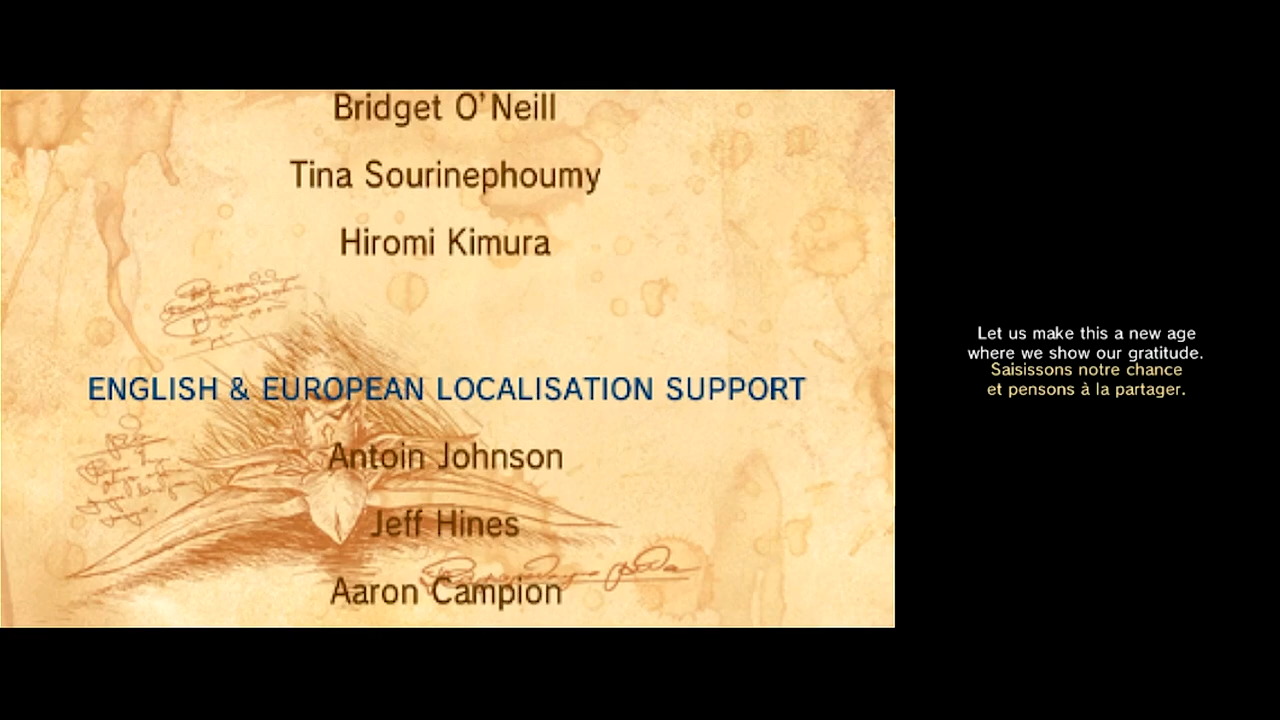 Bridget O'Neill
Tina Sourinephoumy
Hiromi Kimura
ENGLISH & EUROPEAN LOCALISATION SUPPORT
Antoin Johnson
Jeff Hines
Aaron Campion
Let us make this a new age
where we show our gratitude.
Saisissons notre chance
et pensons à la partager.